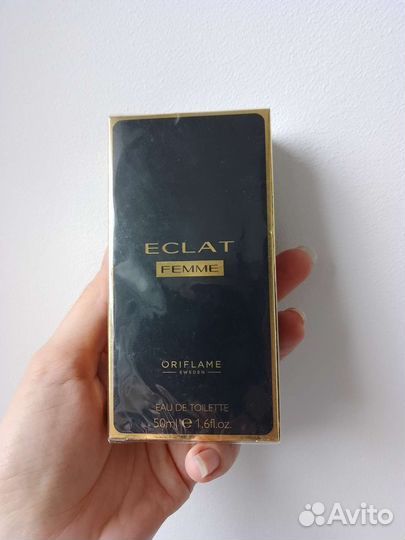 ECLAT
FEMME
ORIFLAME
SWEDEN
EAU DE TOILETTE
50ml ℮ 1.6fl.oz.
Avito